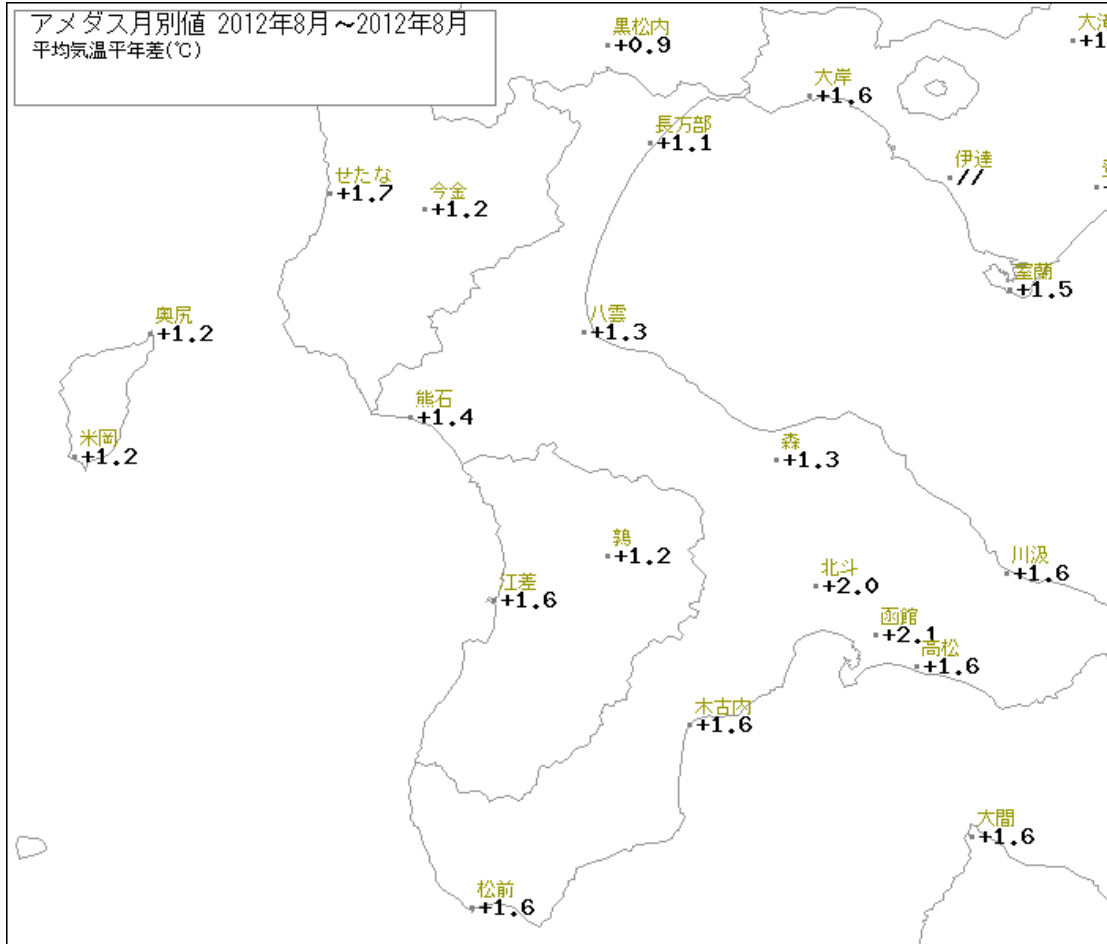 アメダス月別値 2012年8月～2012年8月
平均気温平年差(℃)
黒松内
+0.9
大岸
+1.6
長万部
+1.1
伊達
//
せたな
+1.7
今金
+1.2
室蘭
+1.5
奥尻
+1.2
八雲
+1.3
熊石
+1.4
米岡
+1.2
森
+1.3
鶉
+1.2
江差
+1.6
北斗
+2.0
川汲
+1.6
函館
+2.1
高松
+1.6
木古内
+1.6
大間
+1.6
松前
+1.6